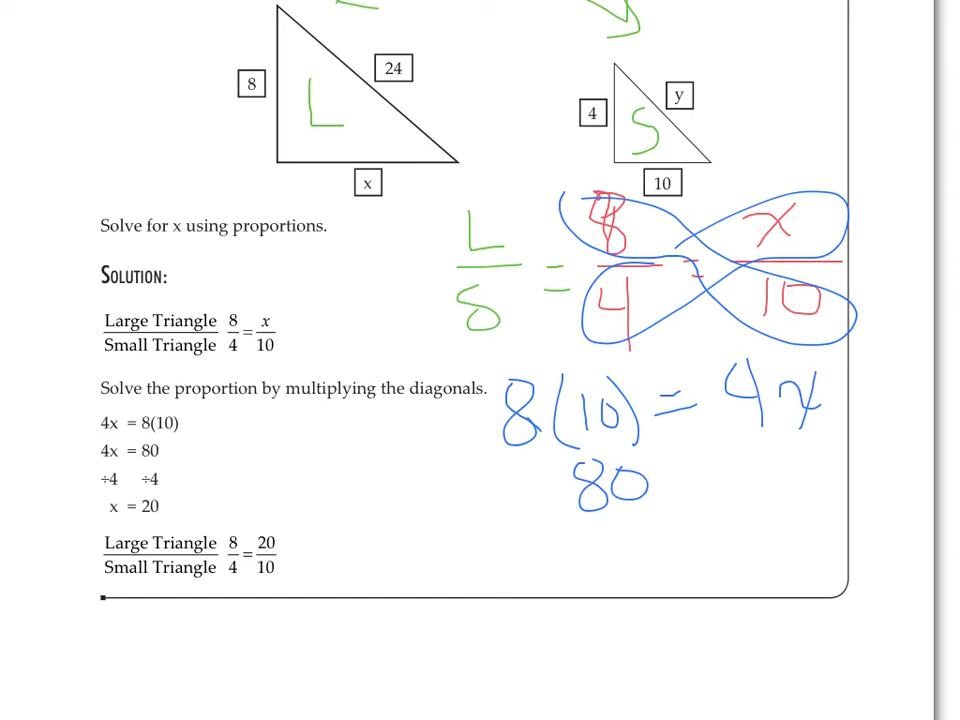 8
24
L
x
4
y
S
10
Solve for x using proportions.
SOLUTION:
Large Triangle 8 = x
Small Triangle 4 10
Solve the proportion by multiplying the diagonals.
4x = 8(10)
4x = 80
÷4 ÷4
x = 20
Large Triangle 8 = 20
Small Triangle 4 10
L = 8 = x
S 4 10
8(10) = 4x
80